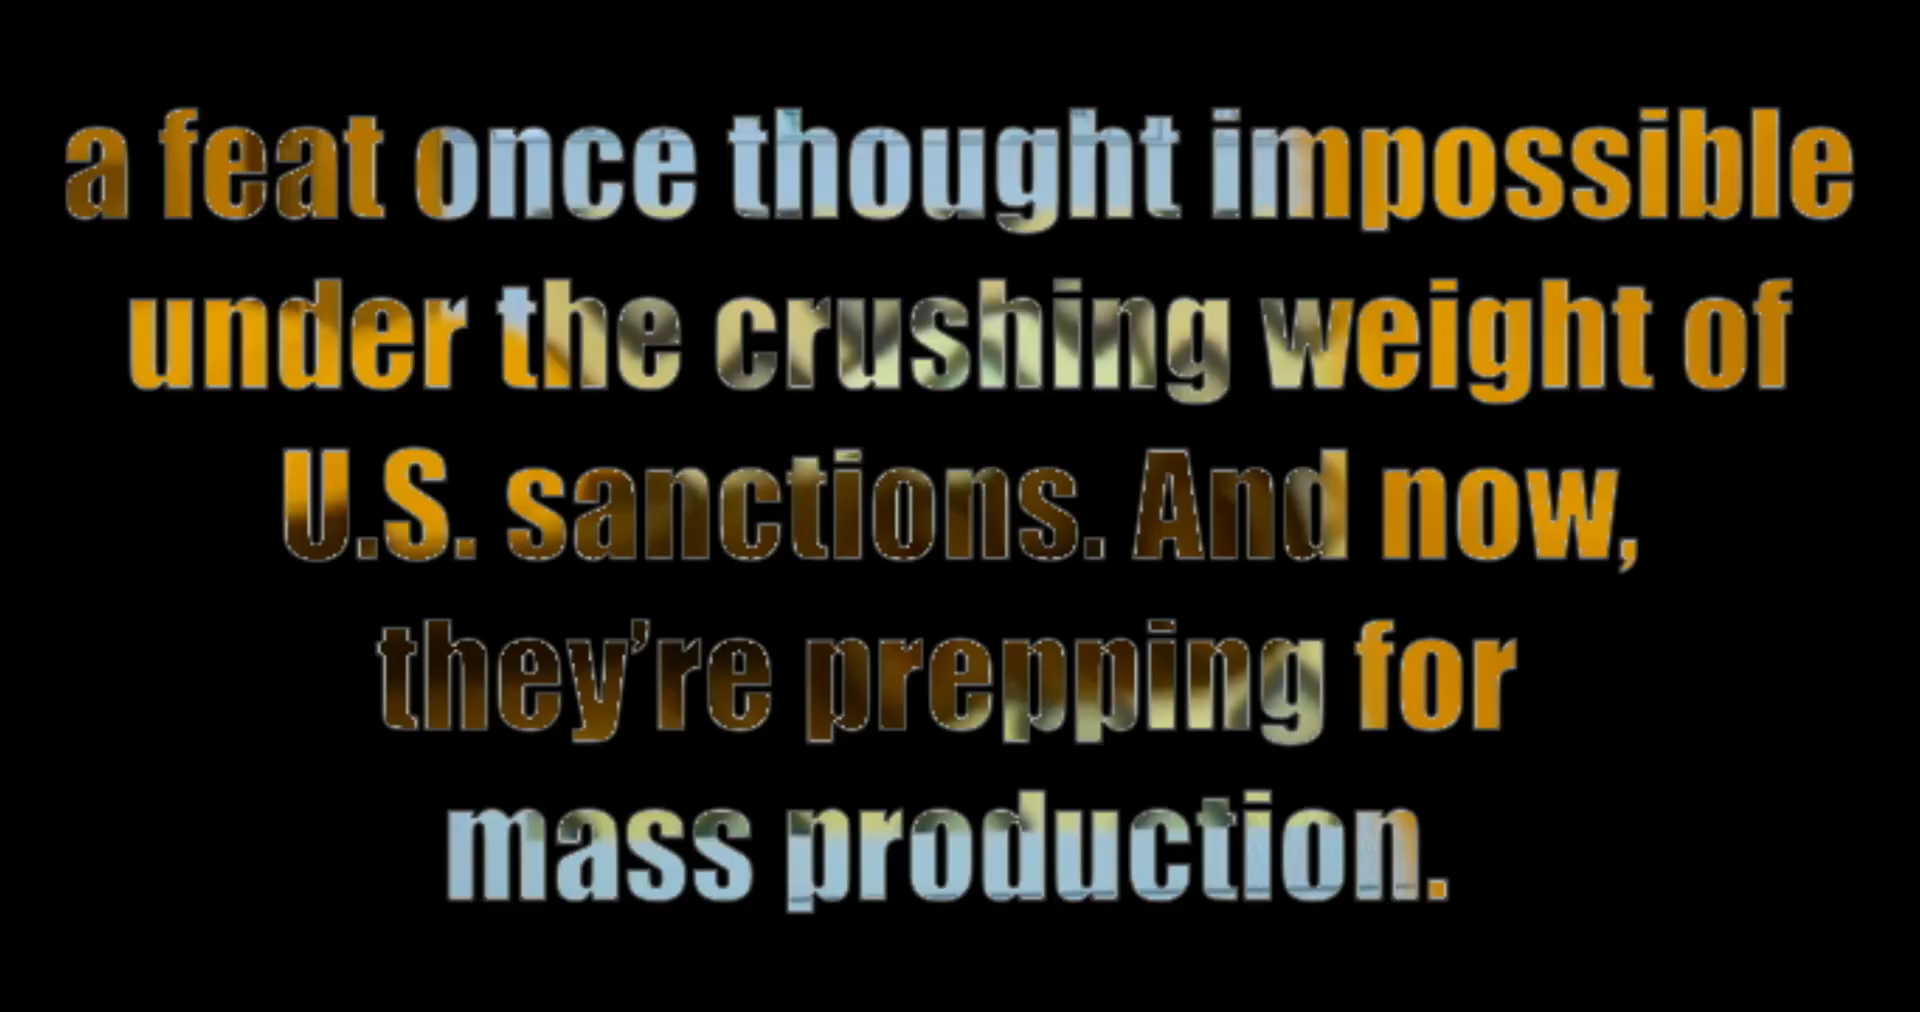 a feat once thought impossible
under the crushing weight of
U.S. sanctions. And now,
they’re prepping for
mass production.